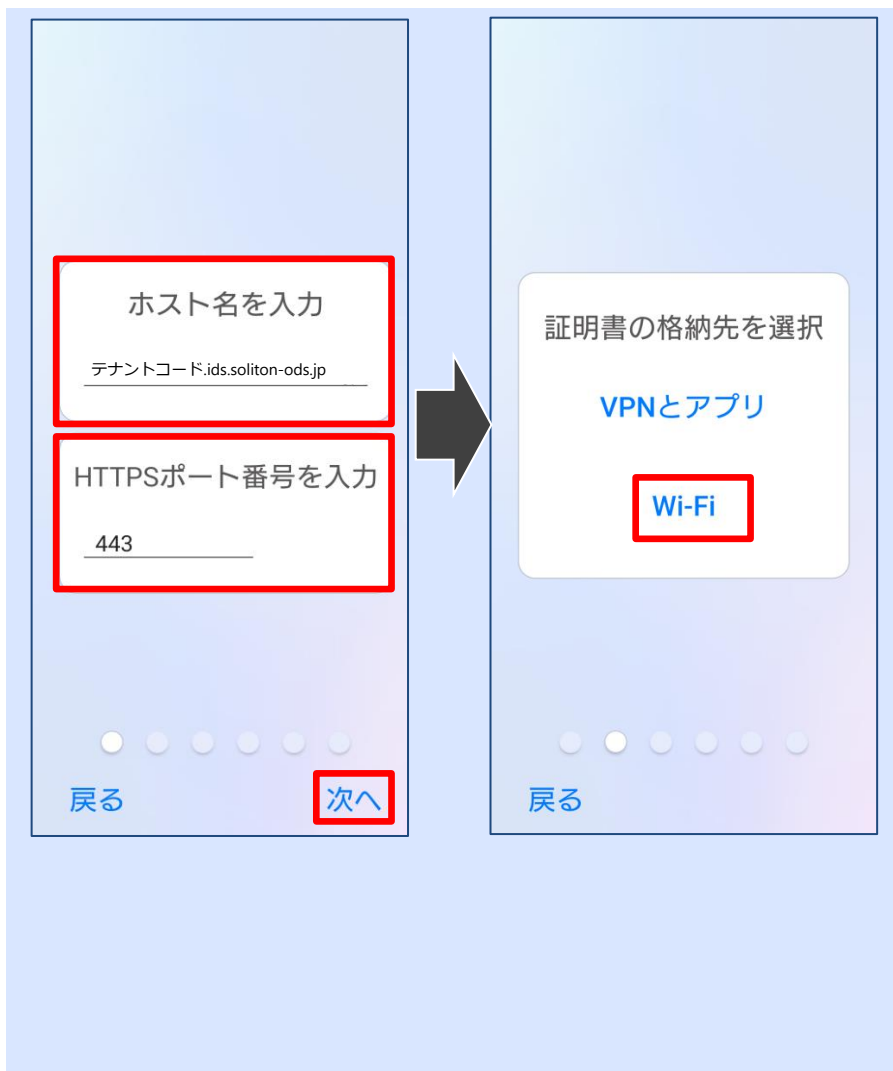 ホスト名を入力
テナントコード.ids.soliton-ods.jp
HTTPSポート番号を入力
443
戻る
次へ
証明書の格納先を選択
VPNとアプリ
Wi-Fi
戻る